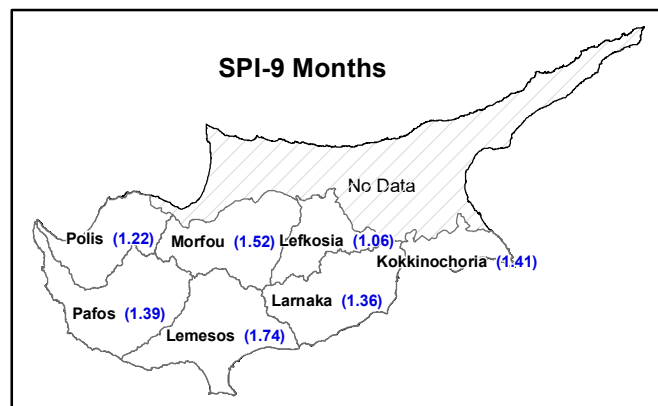 SPI-9 Months
No Data
Polis (1.22)
Morfou (1.52)
Lefkosia (1.06)
Kokkinochoria (1.41)
Pafos (1.39)
Larnaka (1.36)
Lemesos (1.74)